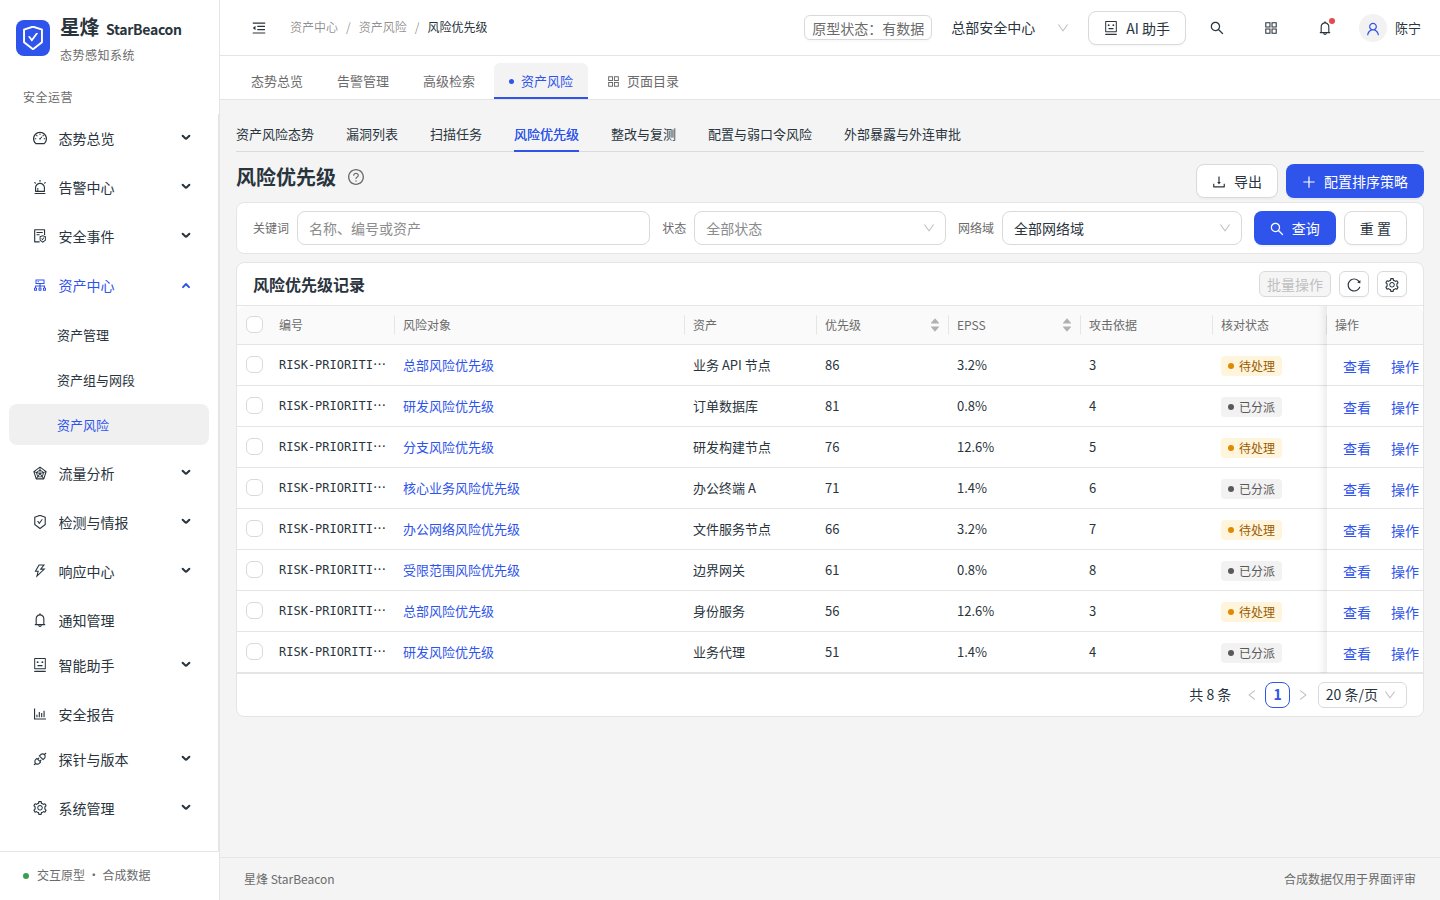 星烽 StarBeacon
态势感知系统
安全运营
态势总览
告警中心
安全事件
资产中心
资产管理
资产组与网段
资产风险
流量分析
检测与情报
响应中心
通知管理
智能助手
安全报告
探针与版本
系统管理
交互原型 · 合成数据
资产中心 / 资产风险 / 风险优先级
原型状态：有数据
总部安全中心
AI 助手
陈宁
态势总览 告警管理 高级检索 资产风险 页面目录
资产风险态势 漏洞列表 扫描任务 风险优先级 整改与复测 配置与弱口令风险 外部暴露与外连审批
风险优先级
导出 配置排序策略
关键词 名称、编号或资产 状态 全部状态 网络域 全部网络域 查询 重 置
风险优先级记录
批量操作
编号 风险对象 资产 优先级 EPSS 攻击依据 核对状态 操作
RISK-PRIORITI··· 总部风险优先级 业务 API 节点 86 3.2% 3 待处理 查看 操作
RISK-PRIORITI··· 研发风险优先级 订单数据库 81 0.8% 4 已分派 查看 操作
RISK-PRIORITI··· 分支风险优先级 研发构建节点 76 12.6% 5 待处理 查看 操作
RISK-PRIORITI··· 核心业务风险优先级 办公终端 A 71 1.4% 6 已分派 查看 操作
RISK-PRIORITI··· 办公网络风险优先级 文件服务节点 66 3.2% 7 待处理 查看 操作
RISK-PRIORITI··· 受限范围风险优先级 边界网关 61 0.8% 8 已分派 查看 操作
RISK-PRIORITI··· 总部风险优先级 身份服务 56 12.6% 3 待处理 查看 操作
RISK-PRIORITI··· 研发风险优先级 业务代理 51 1.4% 4 已分派 查看 操作
共 8 条 1 20 条/页
星烽 StarBeacon
合成数据仅用于界面评审